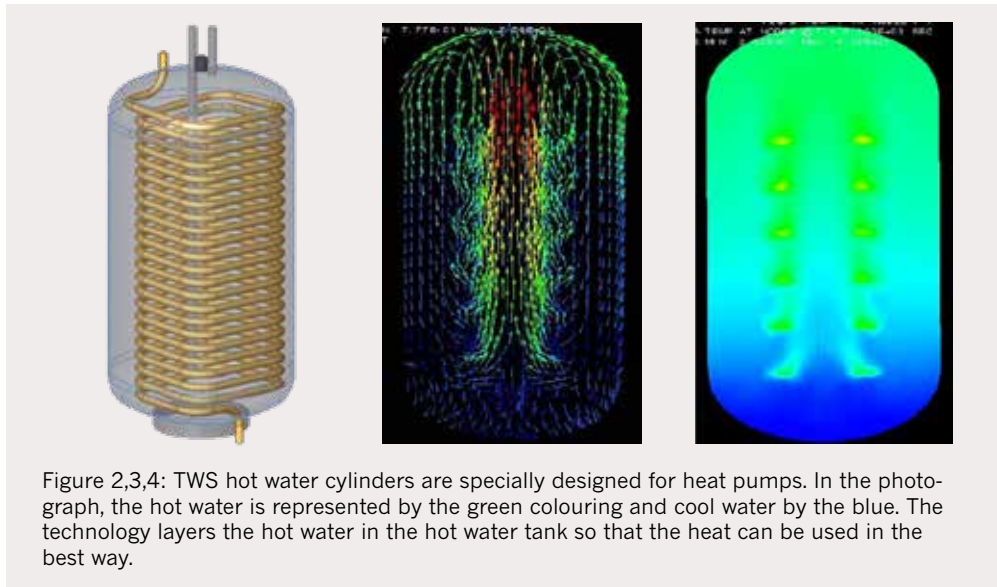 Figure 2,3,4: TWS hot water cylinders are specially designed for heat pumps. In the photo-
graph, the hot water is represented by the green colouring and cool water by the blue. The
technology layers the hot water in the hot water tank so that the heat can be used in the
best way.